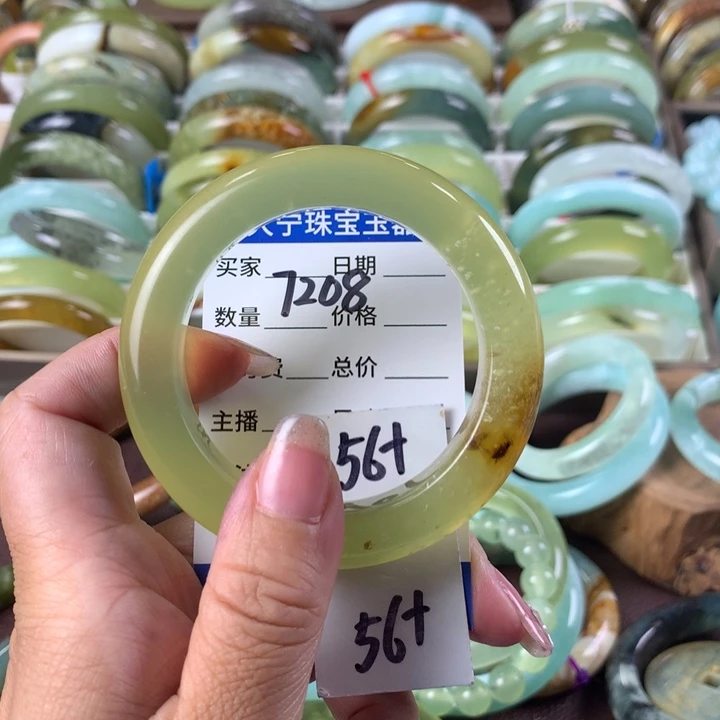 宁珠宝玉器
买家 日期
7208
数量 价格
费 总价
主播
56+
56+